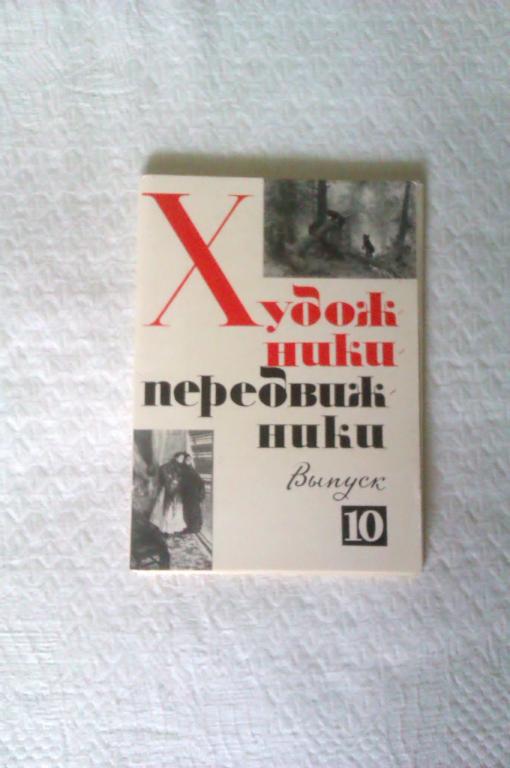 Худож-
ники-
передвиж-
ники
Выпуск
10